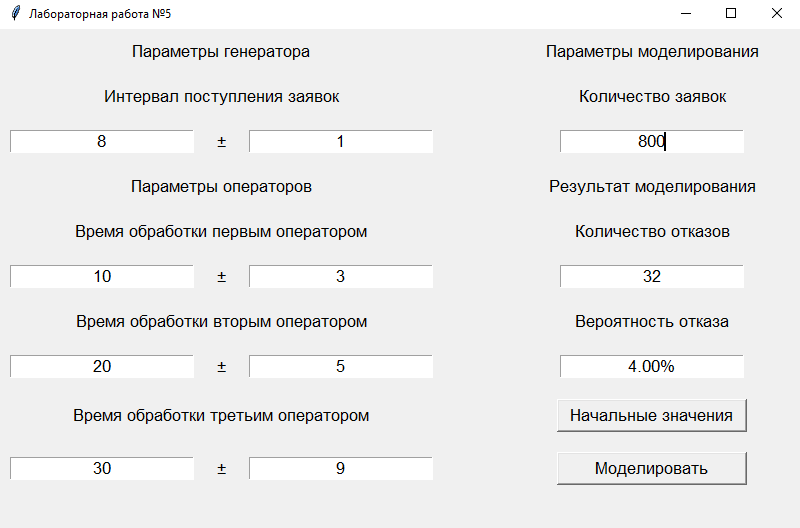 Лабораторная работа №5
Параметры генератора
Интервал поступления заявок
8 ± 1
Параметры операторов
Время обработки первым оператором
10 ± 3
Время обработки вторым оператором
20 ± 5
Время обработки третьим оператором
30 ± 9
Параметры моделирования
Количество заявок
800
Результат моделирования
Количество отказов
32
Вероятность отказа
4.00%
Начальные значения
Моделировать